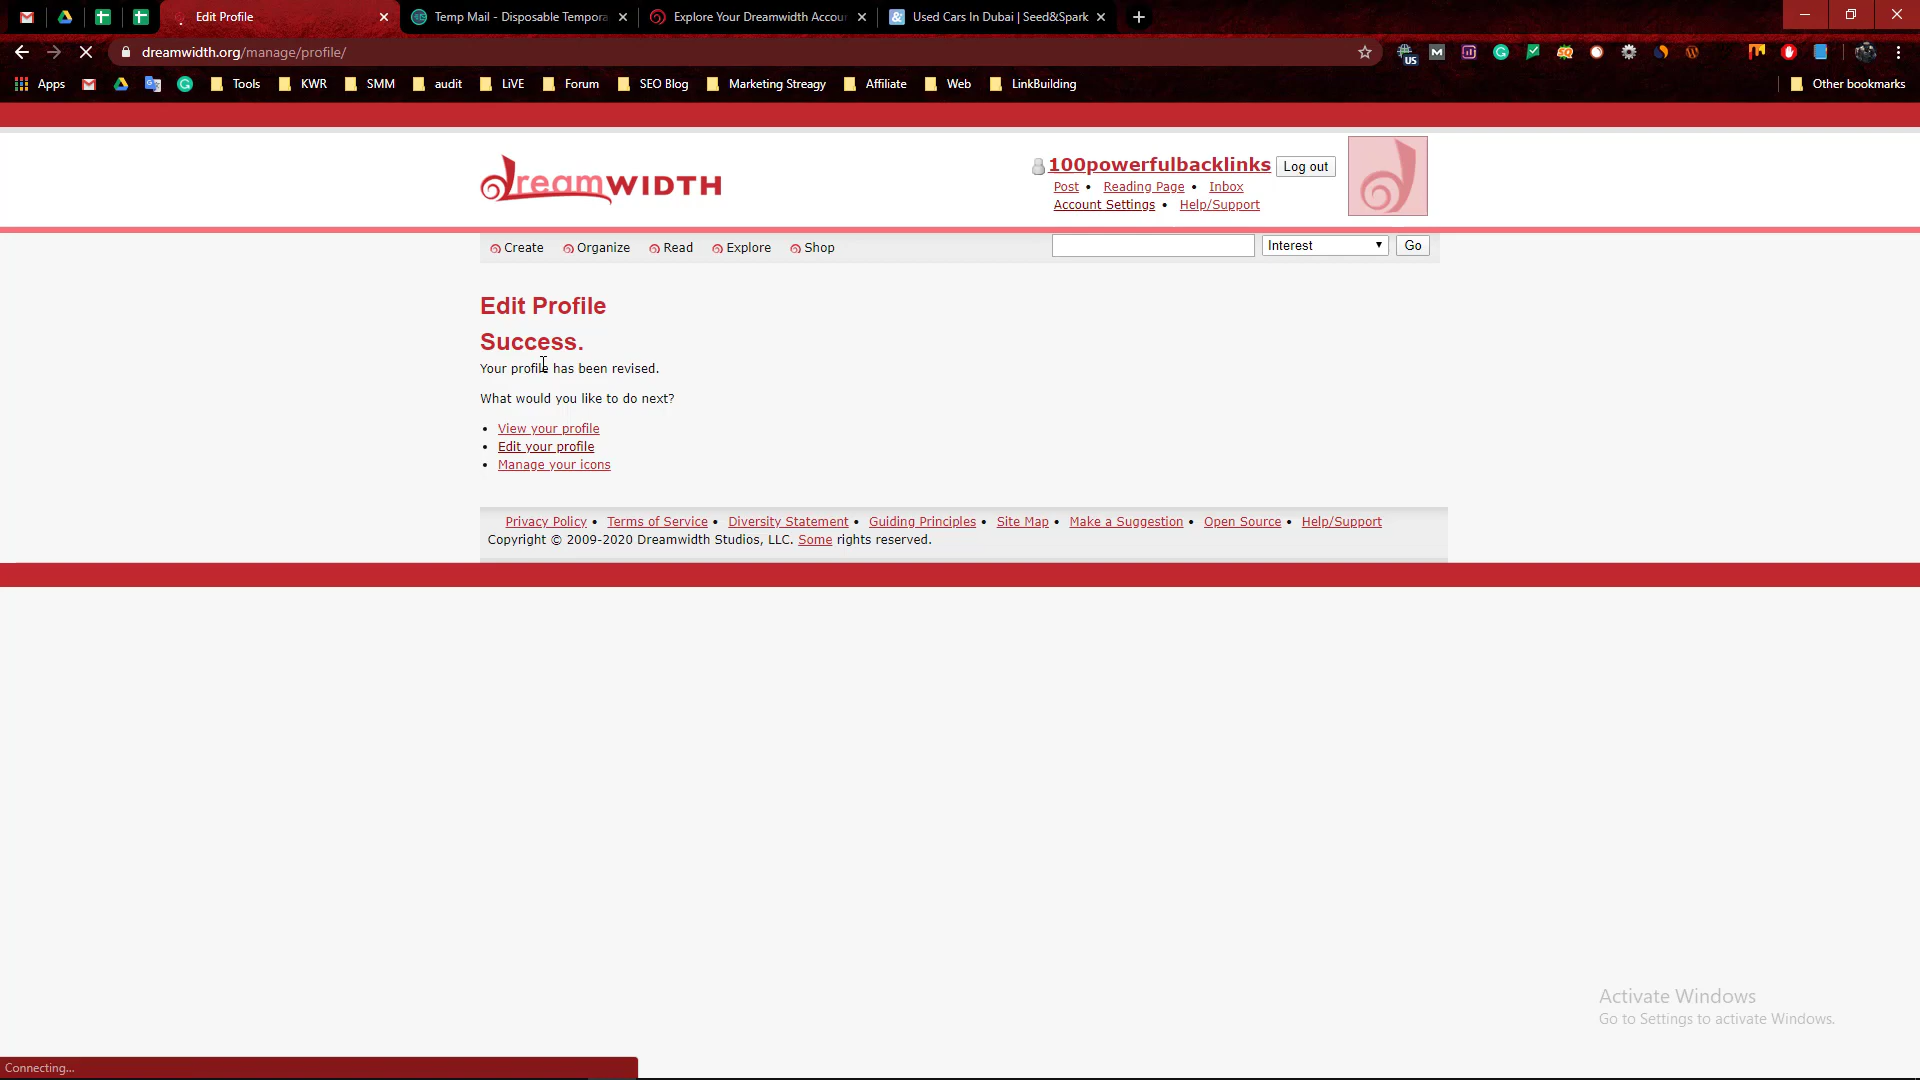 Edit Profile
Temp Mail - Disposable Tempora
Explore Your Dreamwidth Accou
Used Cars In Dubai | Seed&Spark
dreamwidth.org/manage/profile/
US
Apps
Tools
KWR
SMM
audit
LiVE
Forum
SEO Blog
Marketing Streagy
Affiliate
Web
LinkBuilding
Other bookmarks
dreamWIDTH
100powerfulbacklinks
Log out
Post • Reading Page • Inbox
Account Settings • Help/Support
Create
Organize
Read
Explore
Shop
Interest
Go
Edit Profile
Success.
Your profile has been revised.
What would you like to do next?
• View your profile
• Edit your profile
• Manage your icons
Privacy Policy • Terms of Service • Diversity Statement • Guiding Principles • Site Map • Make a Suggestion • Open Source • Help/Support
Copyright © 2009-2020 Dreamwidth Studios, LLC. Some rights reserved.
Activate Windows
Go to Settings to activate Windows.
Connecting...